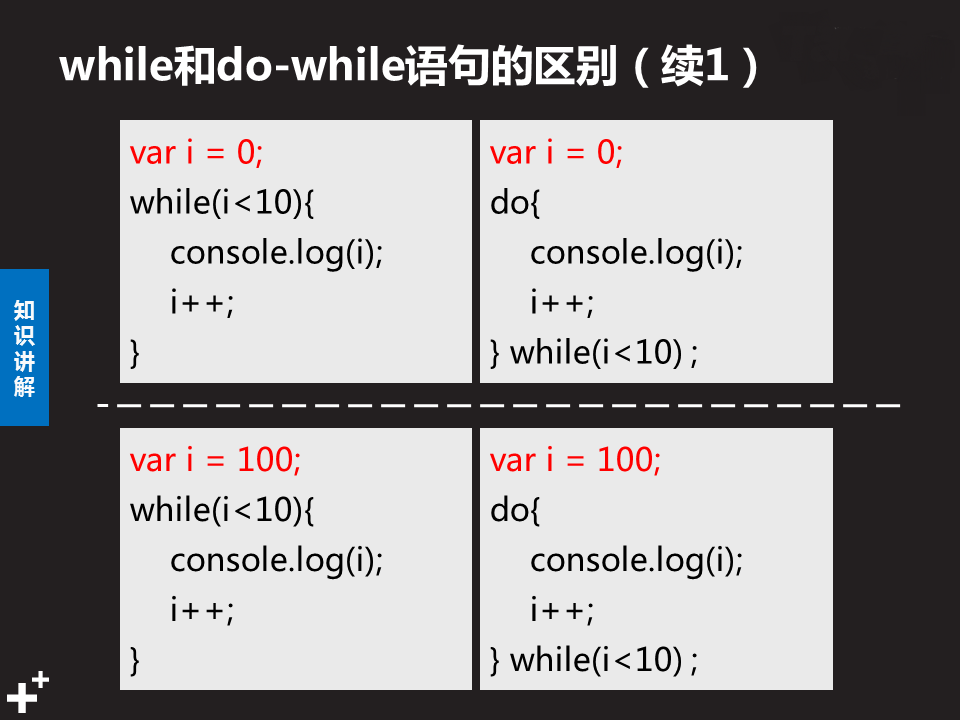 while和do-while语句的区别（续1）
var i = 0;
while(i<10){
console.log(i);
i++;
}
var i = 0;
do{
console.log(i);
i++;
} while(i<10) ;
知识讲解
var i = 100;
while(i<10){
console.log(i);
i++;
}
var i = 100;
do{
console.log(i);
i++;
} while(i<10) ;